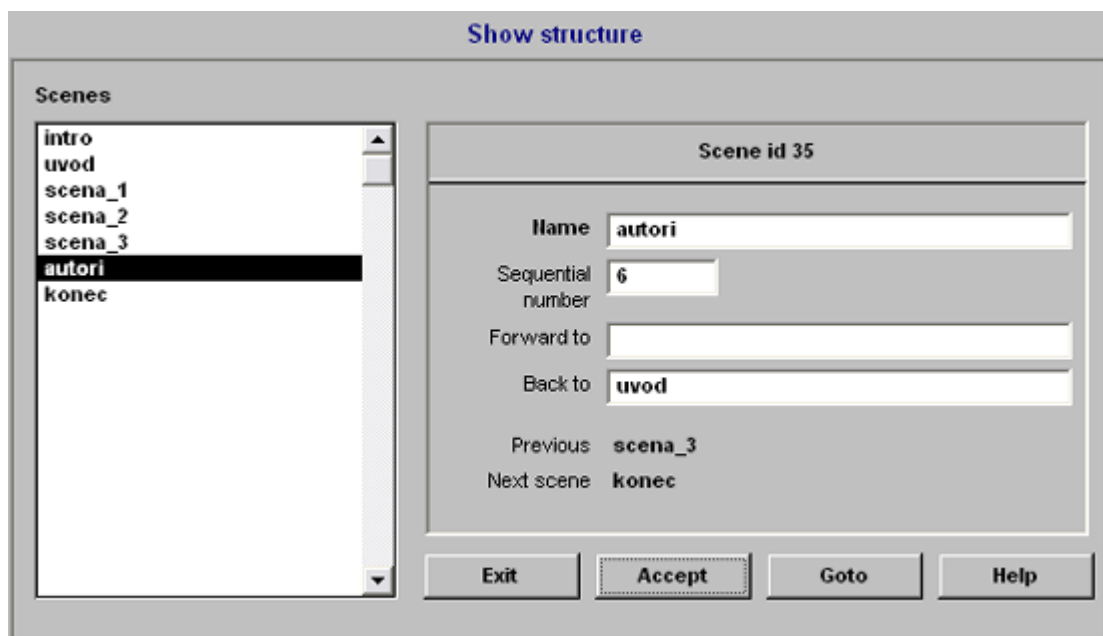 Show structure
Scenes
intro
uvod
scena_1
scena_2
scena_3
autori
konec
Scene id 35
Name autori
Sequential number 6
Forward to
Back to uvod
Previous scena_3
Next scene konec
Exit Accept Goto Help